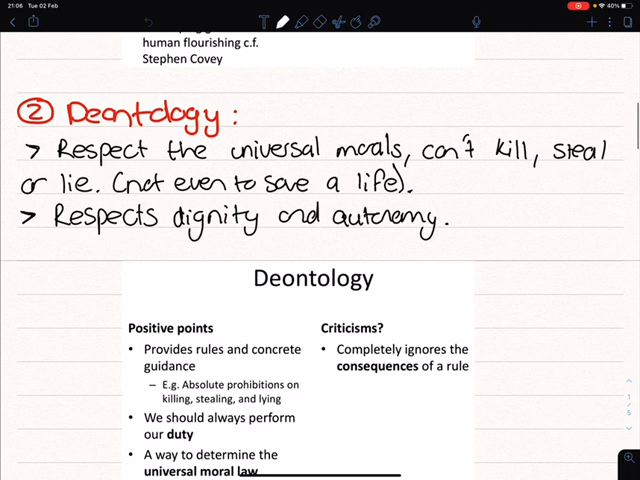 21:06 Tue 02 Feb
40%
human flourishing c.f.
Stephen Covey
② Deontology:
> Respect the universal morals, can't kill, steal
or lie. (not even to save a life).
> Respects dignity and autonomy.
Deontology
Positive points
• Provides rules and concrete
guidance
– E.g. Absolute prohibitions on
killing, stealing, and lying
• We should always perform
our duty
• A way to determine the
universal moral law
Criticisms?
• Completely ignores the
consequences of a rule